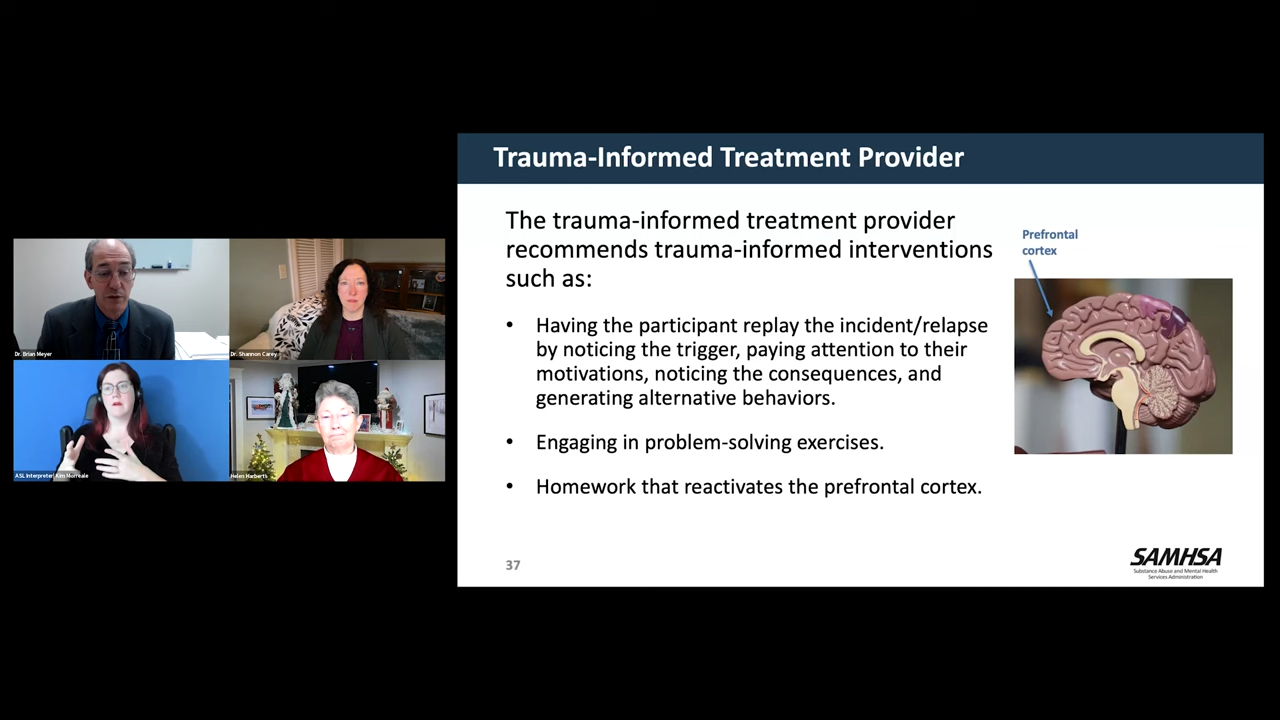 Trauma-Informed Treatment Provider
The trauma-informed treatment provider
recommends trauma-informed interventions
such as:
• Having the participant replay the incident/relapse
by noticing the trigger, paying attention to their
motivations, noticing the consequences, and
generating alternative behaviors.
• Engaging in problem-solving exercises.
• Homework that reactivates the prefrontal cortex.
Prefrontal
cortex
37
SAMHSA
Substance Abuse and Mental Health
Services Administration
Dr. Brian Meyer
Dr. Shannon Carey
ASL Interpreter| Kim Morreale
Helen Harberts